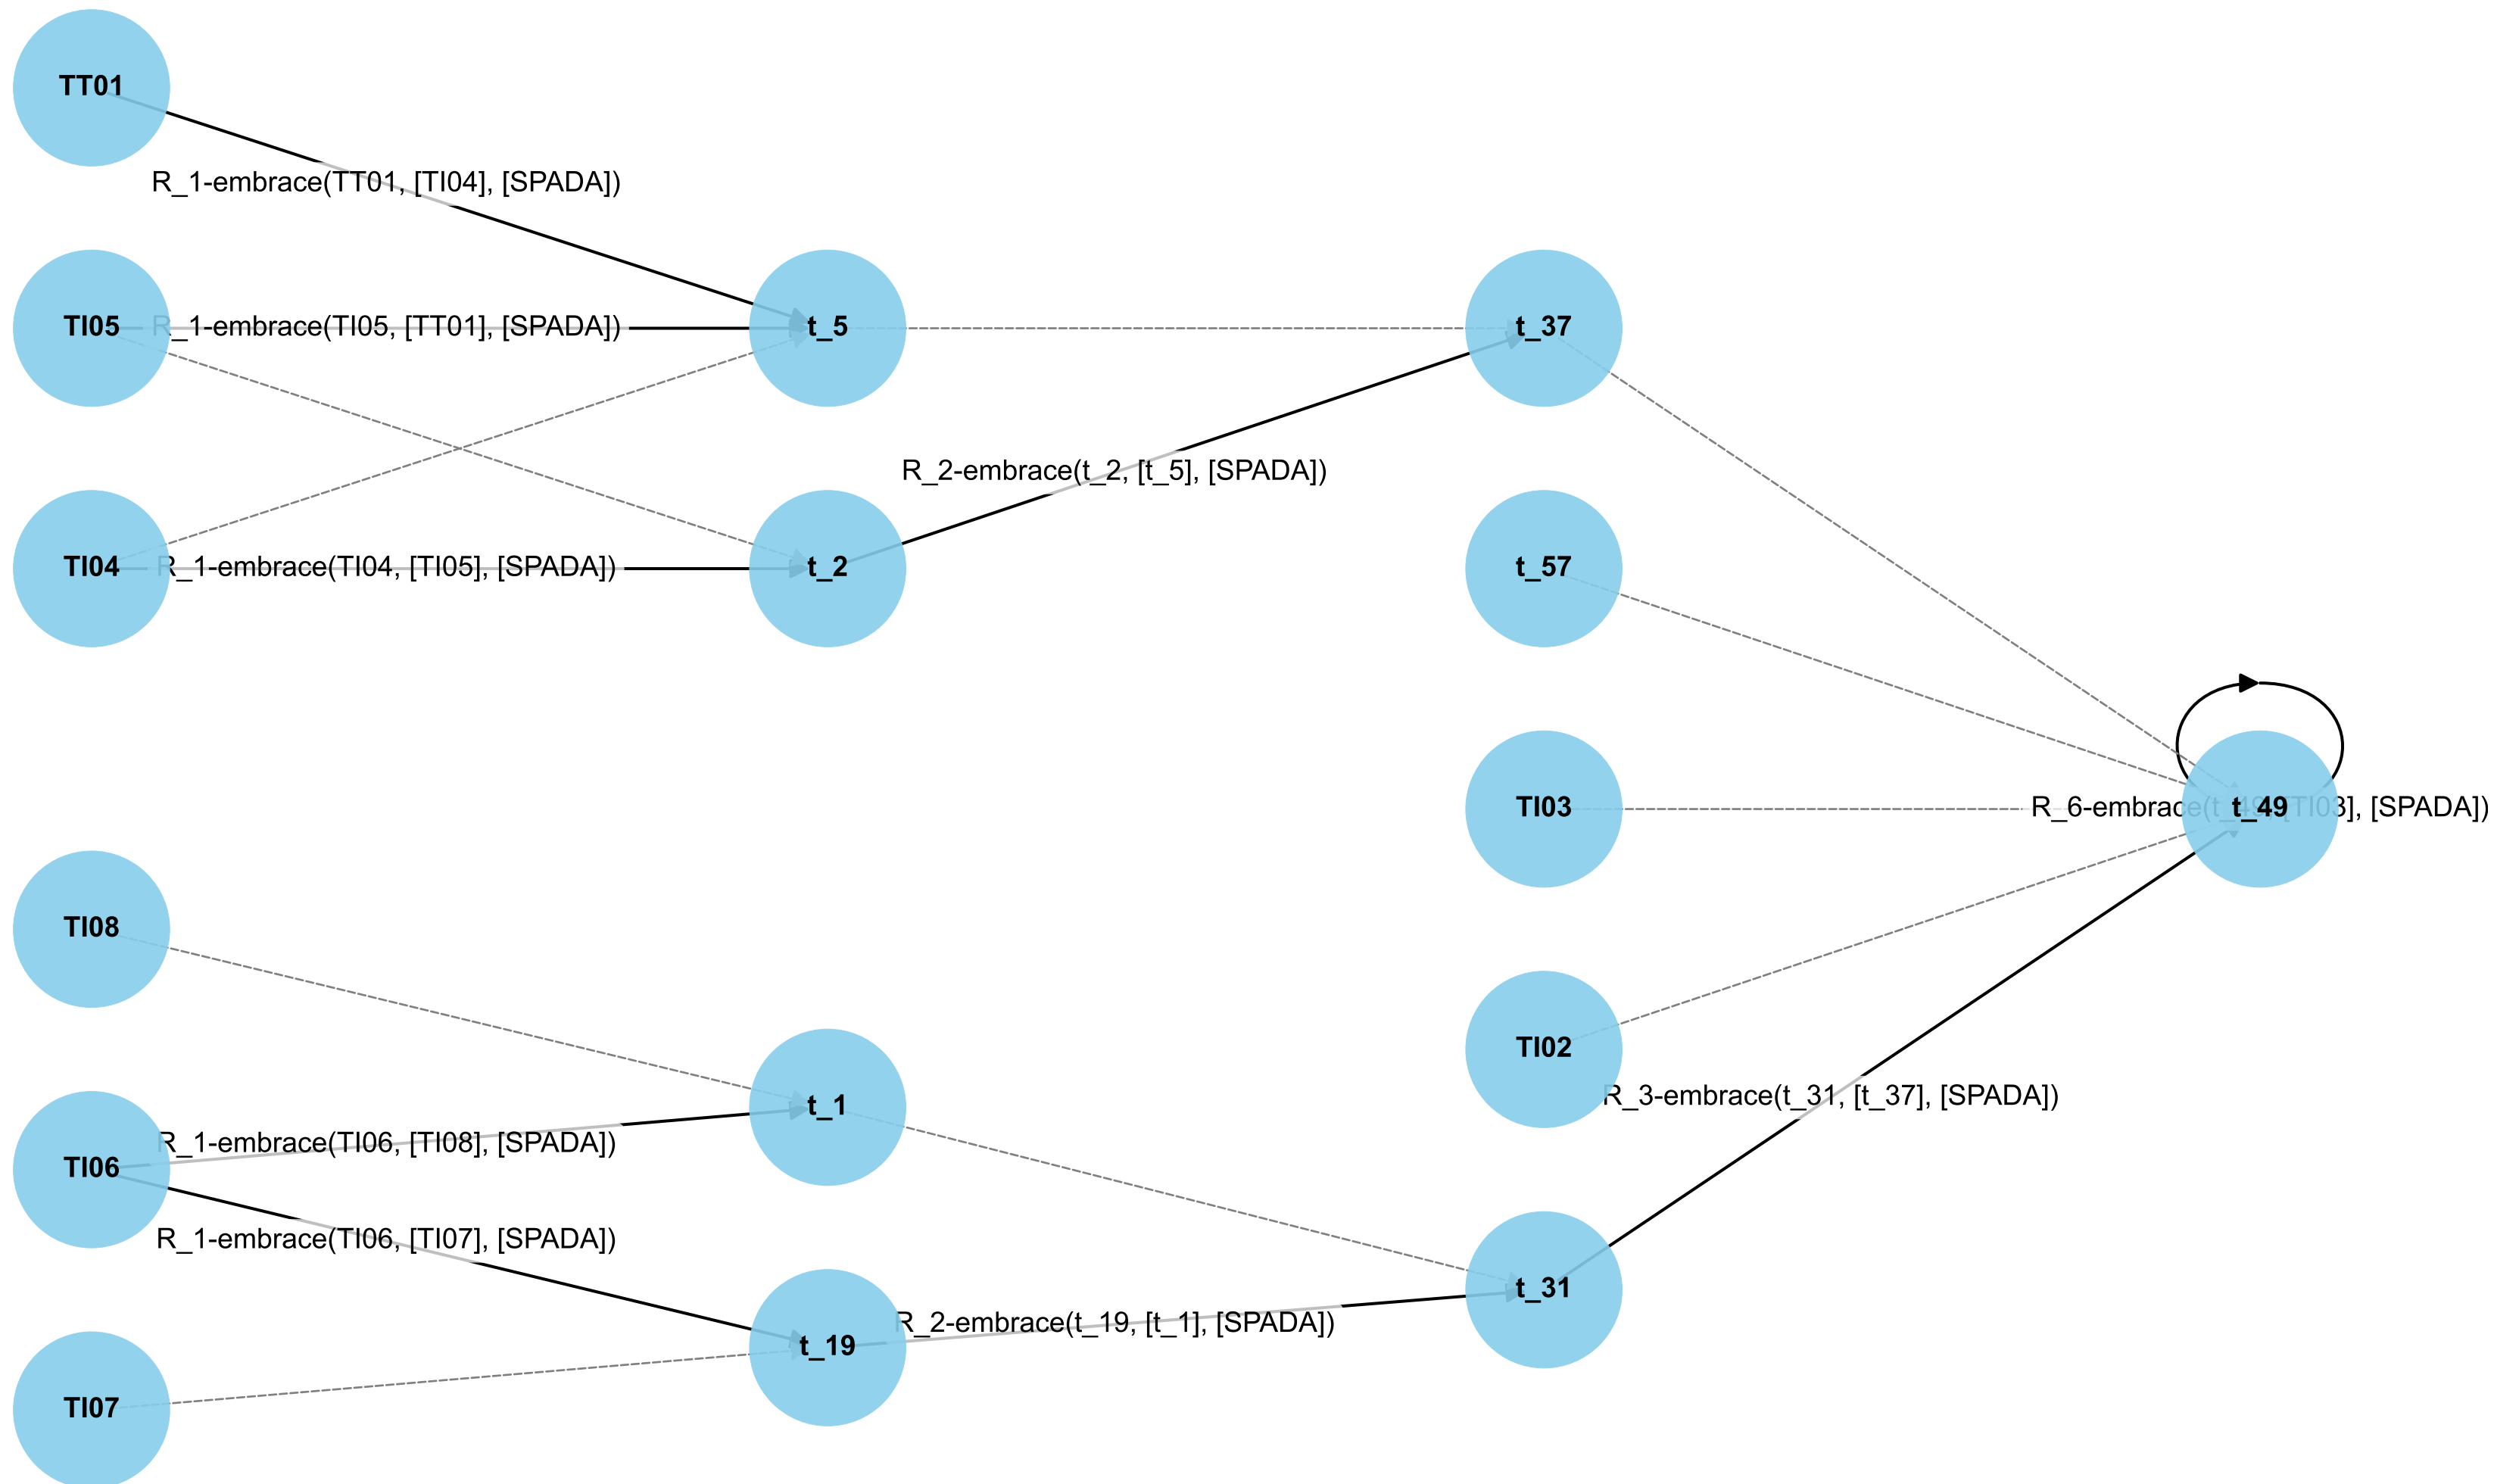 TT01
R_1-embrace(TT01, [TI04], [SPADA])
TI05
R_1-embrace(TI05, [TT01], [SPADA])
t_5
t_37
R_2-embrace(t_2, [t_5], [SPADA])
TI04
R_1-embrace(TI04, [TI05], [SPADA])
t_2
t_57
TI03
R_6-embrace(t_49, [TI03], [SPADA])
t_49
TI08
TI02
R_3-embrace(t_31, [t_37], [SPADA])
t_1
R_1-embrace(TI06, [TI08], [SPADA])
TI06
R_1-embrace(TI06, [TI07], [SPADA])
t_31
R_2-embrace(t_19, [t_1], [SPADA])
t_19
TI07